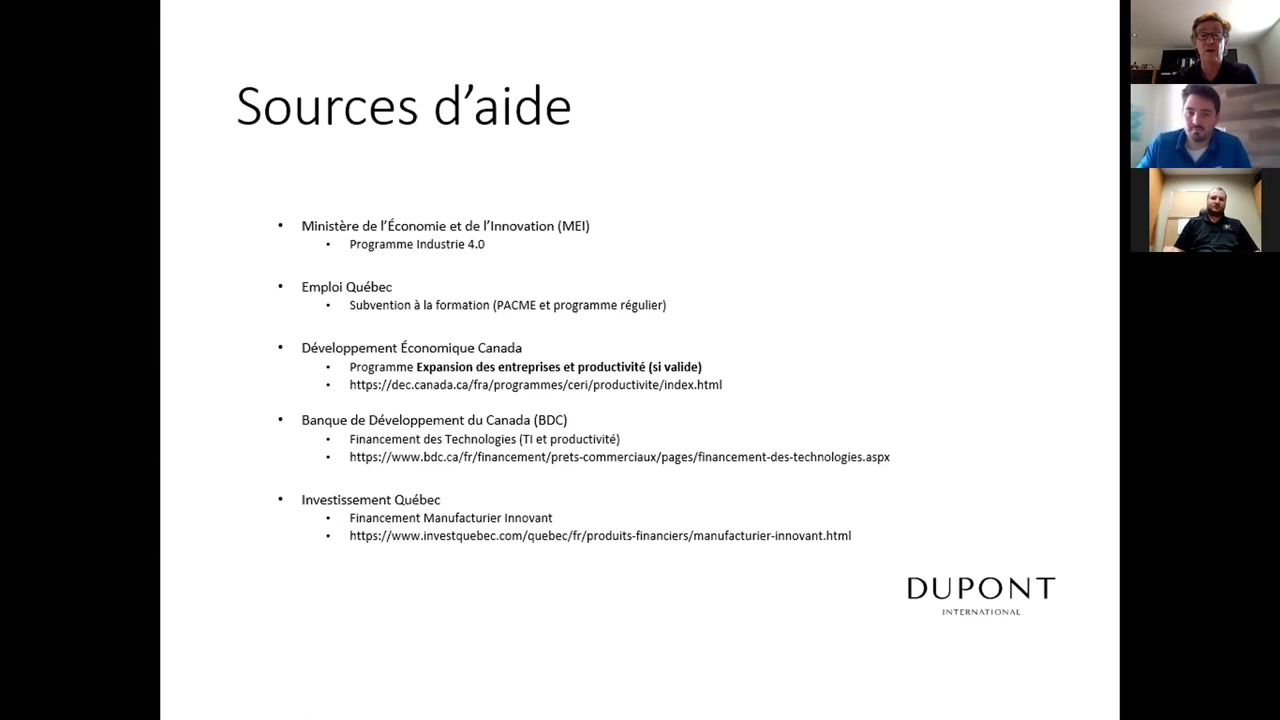 Sources d'aide
• Ministère de l'Économie et de l'Innovation (MEI)
• Programme Industrie 4.0
• Emploi Québec
• Subvention à la formation (PACME et programme régulier)
• Développement Économique Canada
• Programme Expansion des entreprises et productivité (si valide)
• https://dec.canada.ca/fra/programmes/ceri/productivite/index.html
• Banque de Développement du Canada (BDC)
• Financement des Technologies (TI et productivité)
• https://www.bdc.ca/fr/financement/prets-commerciaux/pages/financement-des-technologies.aspx
• Investissement Québec
• Financement Manufacturier Innovant
• https://www.investquebec.com/quebec/fr/produits-financiers/manufacturier-innovant.html
DUPONT
INTERNATIONAL